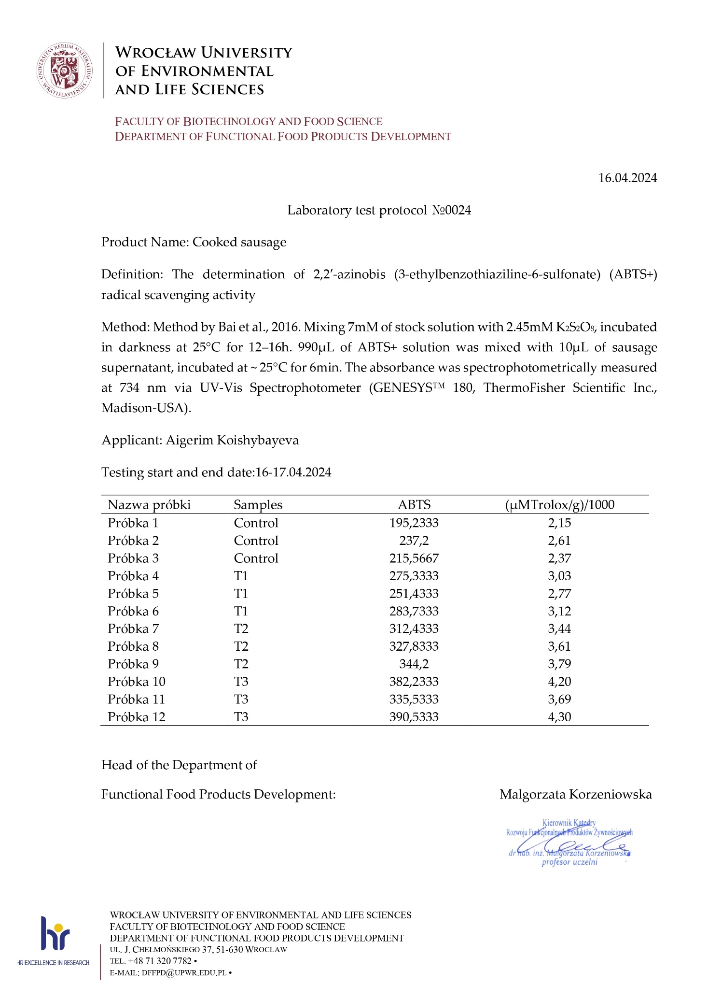 UNIVERSITAS RERUM NATURALIUM · WRATISLAVIENSIS ·
W
WROCŁAW UNIVERSITY
OF ENVIRONMENTAL
AND LIFE SCIENCES
FACULTY OF BIOTECHNOLOGY AND FOOD SCIENCE
DEPARTMENT OF FUNCTIONAL FOOD PRODUCTS DEVELOPMENT
16.04.2024
Laboratory test protocol №0024
Product Name: Cooked sausage
Definition: The determination of 2,2′-azinobis (3-ethylbenzothiaziline-6-sulfonate) (ABTS+)
radical scavenging activity
Method: Method by Bai et al., 2016. Mixing 7mM of stock solution with 2.45mM K₂S₂O₈, incubated
in darkness at 25°C for 12–16h. 990µL of ABTS+ solution was mixed with 10µL of sausage
supernatant, incubated at ~ 25°C for 6min. The absorbance was spectrophotometrically measured
at 734 nm via UV-Vis Spectrophotometer (GENESYS™ 180, ThermoFisher Scientific Inc.,
Madison-USA).
Applicant: Aigerim Koishybayeva
Testing start and end date:16-17.04.2024
Nazwa próbki Samples ABTS (µMTrolox/g)/1000
Próbka 1 Control 195,2333 2,15
Próbka 2 Control 237,2 2,61
Próbka 3 Control 215,5667 2,37
Próbka 4 T1 275,3333 3,03
Próbka 5 T1 251,4333 2,77
Próbka 6 T1 283,7333 3,12
Próbka 7 T2 312,4333 3,44
Próbka 8 T2 327,8333 3,61
Próbka 9 T2 344,2 3,79
Próbka 10 T3 382,2333 4,20
Próbka 11 T3 335,5333 3,69
Próbka 12 T3 390,5333 4,30
Head of the Department of
Functional Food Products Development: Malgorzata Korzeniowska
Kierownik Katedry
Rozwoju Funkcjonalnych Produktów Żywnościowych
dr hab. inż. Małgorzata Korzeniowska
profesor uczelni
hr
HR EXCELLENCE IN RESEARCH
WROCŁAW UNIVERSITY OF ENVIRONMENTAL AND LIFE SCIENCES
FACULTY OF BIOTECHNOLOGY AND FOOD SCIENCE
DEPARTMENT OF FUNCTIONAL FOOD PRODUCTS DEVELOPMENT
UL. J. CHEŁMOŃSKIEGO 37, 51-630 WROCŁAW
TEL. +48 71 320 7782 •
E-MAIL: DFFPD@UPWR.EDU.PL •